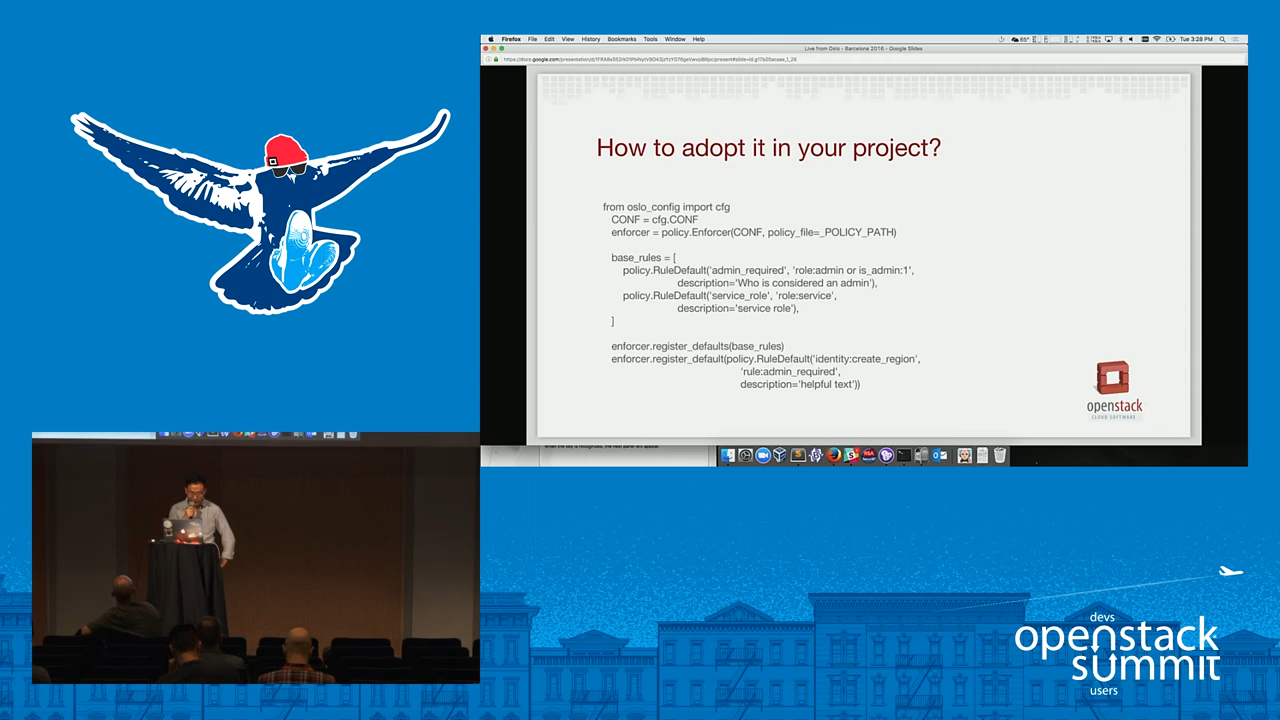 Firefox File Edit View History Bookmarks Tools Window Help
65° Tue 3:28 PM
Live from Oslo - Barcelona 2016 - Google Slides
How to adopt it in your project?
from oslo_config import cfg
CONF = cfg.CONF
enforcer = policy.Enforcer(CONF, policy_file=_POLICY_PATH)
base_rules = [
policy.RuleDefault('admin_required', 'role:admin or is_admin:1',
description='Who is considered an admin'),
policy.RuleDefault('service_role', 'role:service',
description='service role'),
]
enforcer.register_defaults(base_rules)
enforcer.register_default(policy.RuleDefault('identity:create_region',
'rule:admin_required',
description='helpful text'))
openstack
CLOUD SOFTWARE
devs
openstack
summit
users